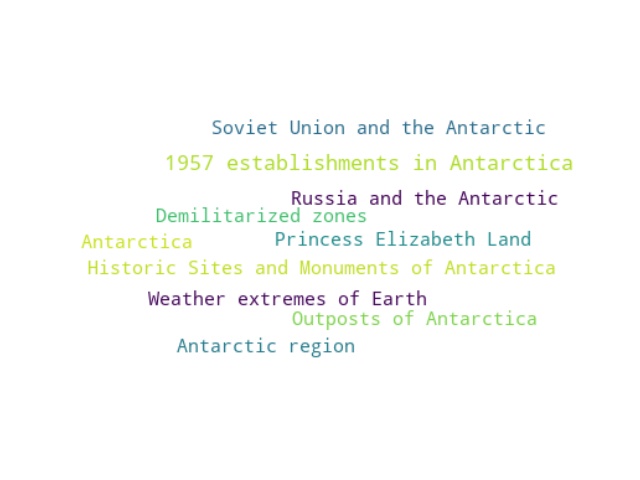 Soviet Union and the Antarctic
1957 establishments in Antarctica
Russia and the Antarctic
Demilitarized zones
Antarctica
Princess Elizabeth Land
Historic Sites and Monuments of Antarctica
Weather extremes of Earth
Outposts of Antarctica
Antarctic region